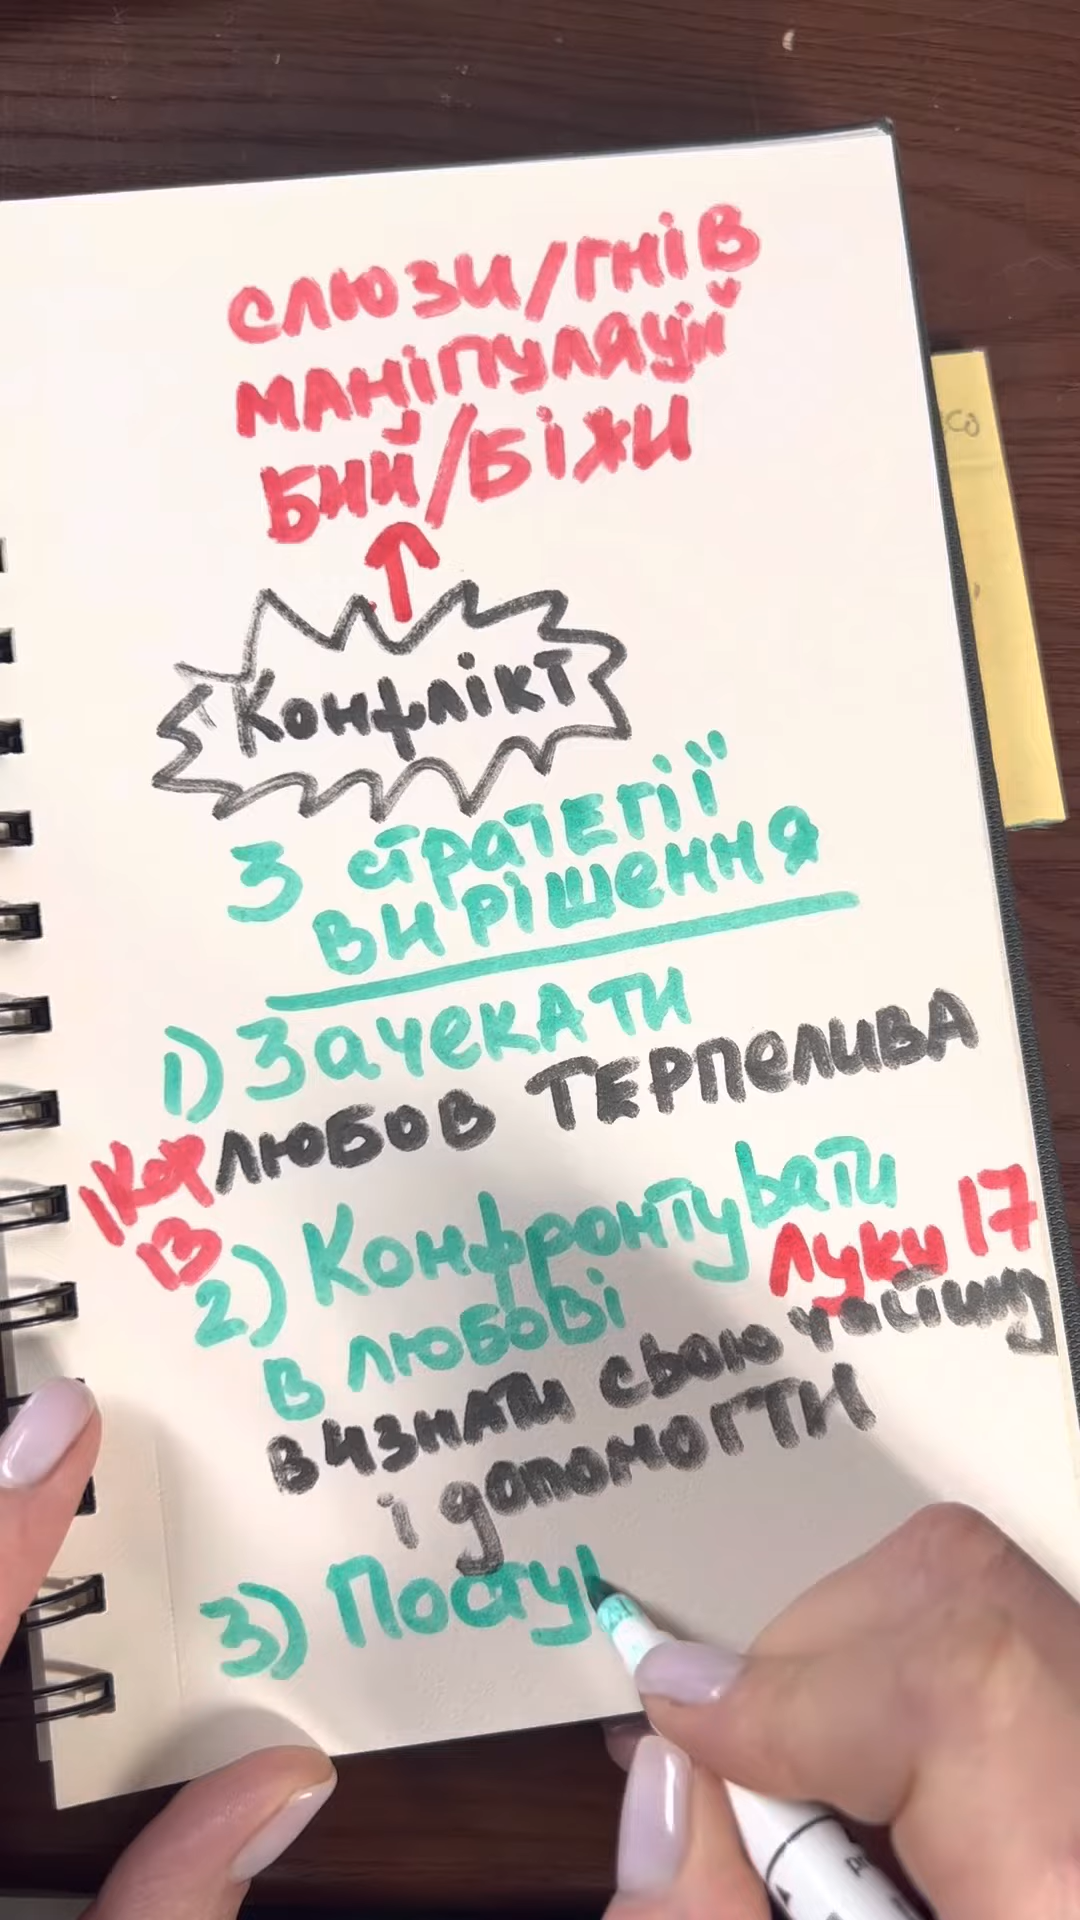 СЛЮЗИ/ГНІВ
МАНІПУЛЯЦІЇ
БИЙ/БІЖИ
Конфлікт
3 стратегії
вирішення
1) Зачекати
любов терпелива
1Кор
13
2) Конфронтувати
в любові
Луки 17
визнати свою частину
і допомогти
3) Посту